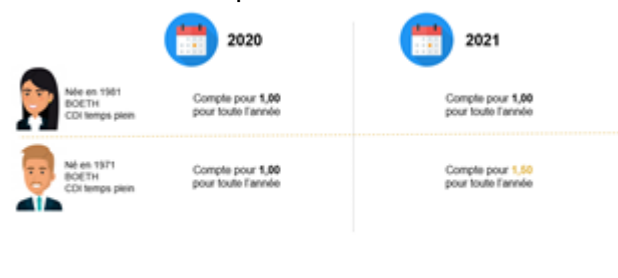 2020
2021
Née en 1981
BOETH
CDI temps plein
Compte pour 1,00
pour toute l'année
Compte pour 1,00
pour toute l'année
Né en 1971
BOETH
CDI temps plein
Compte pour 1,00
pour toute l'année
Compte pour 1,50
pour toute l'année